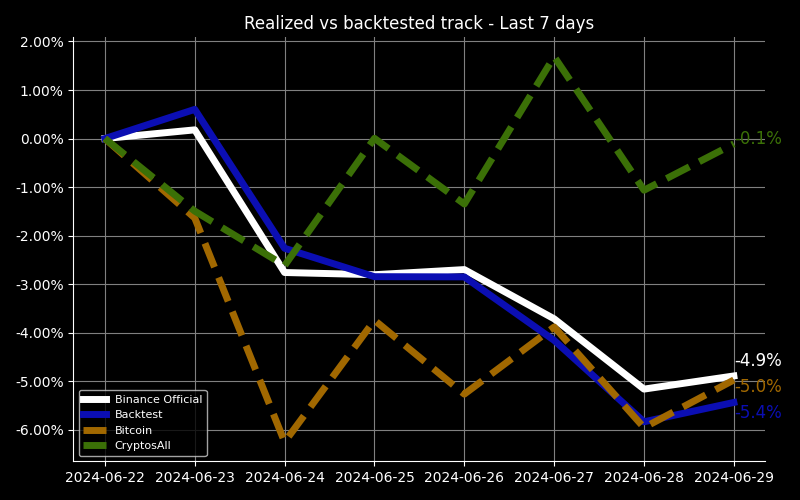 Realized vs backtested track - Last 7 days
2.00%
1.00%
0.00%
-1.00%
-2.00%
-3.00%
-4.00%
-5.00%
-6.00%
-0.1%
-4.9%
-5.0%
-5.4%
Binance Official
Backtest
Bitcoin
CryptosAll
2024-06-22 2024-06-23 2024-06-24 2024-06-25 2024-06-26 2024-06-27 2024-06-28 2024-06-29